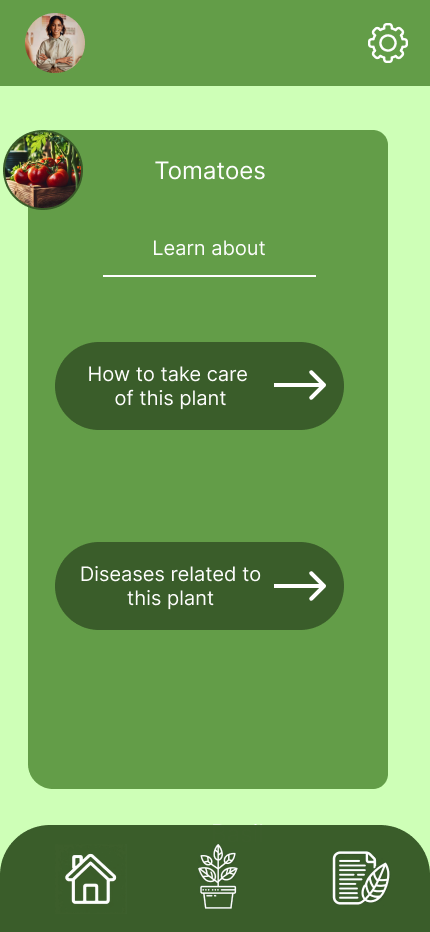 Tomatoes
Learn about
How to take care
of this plant
Diseases related to
this plant